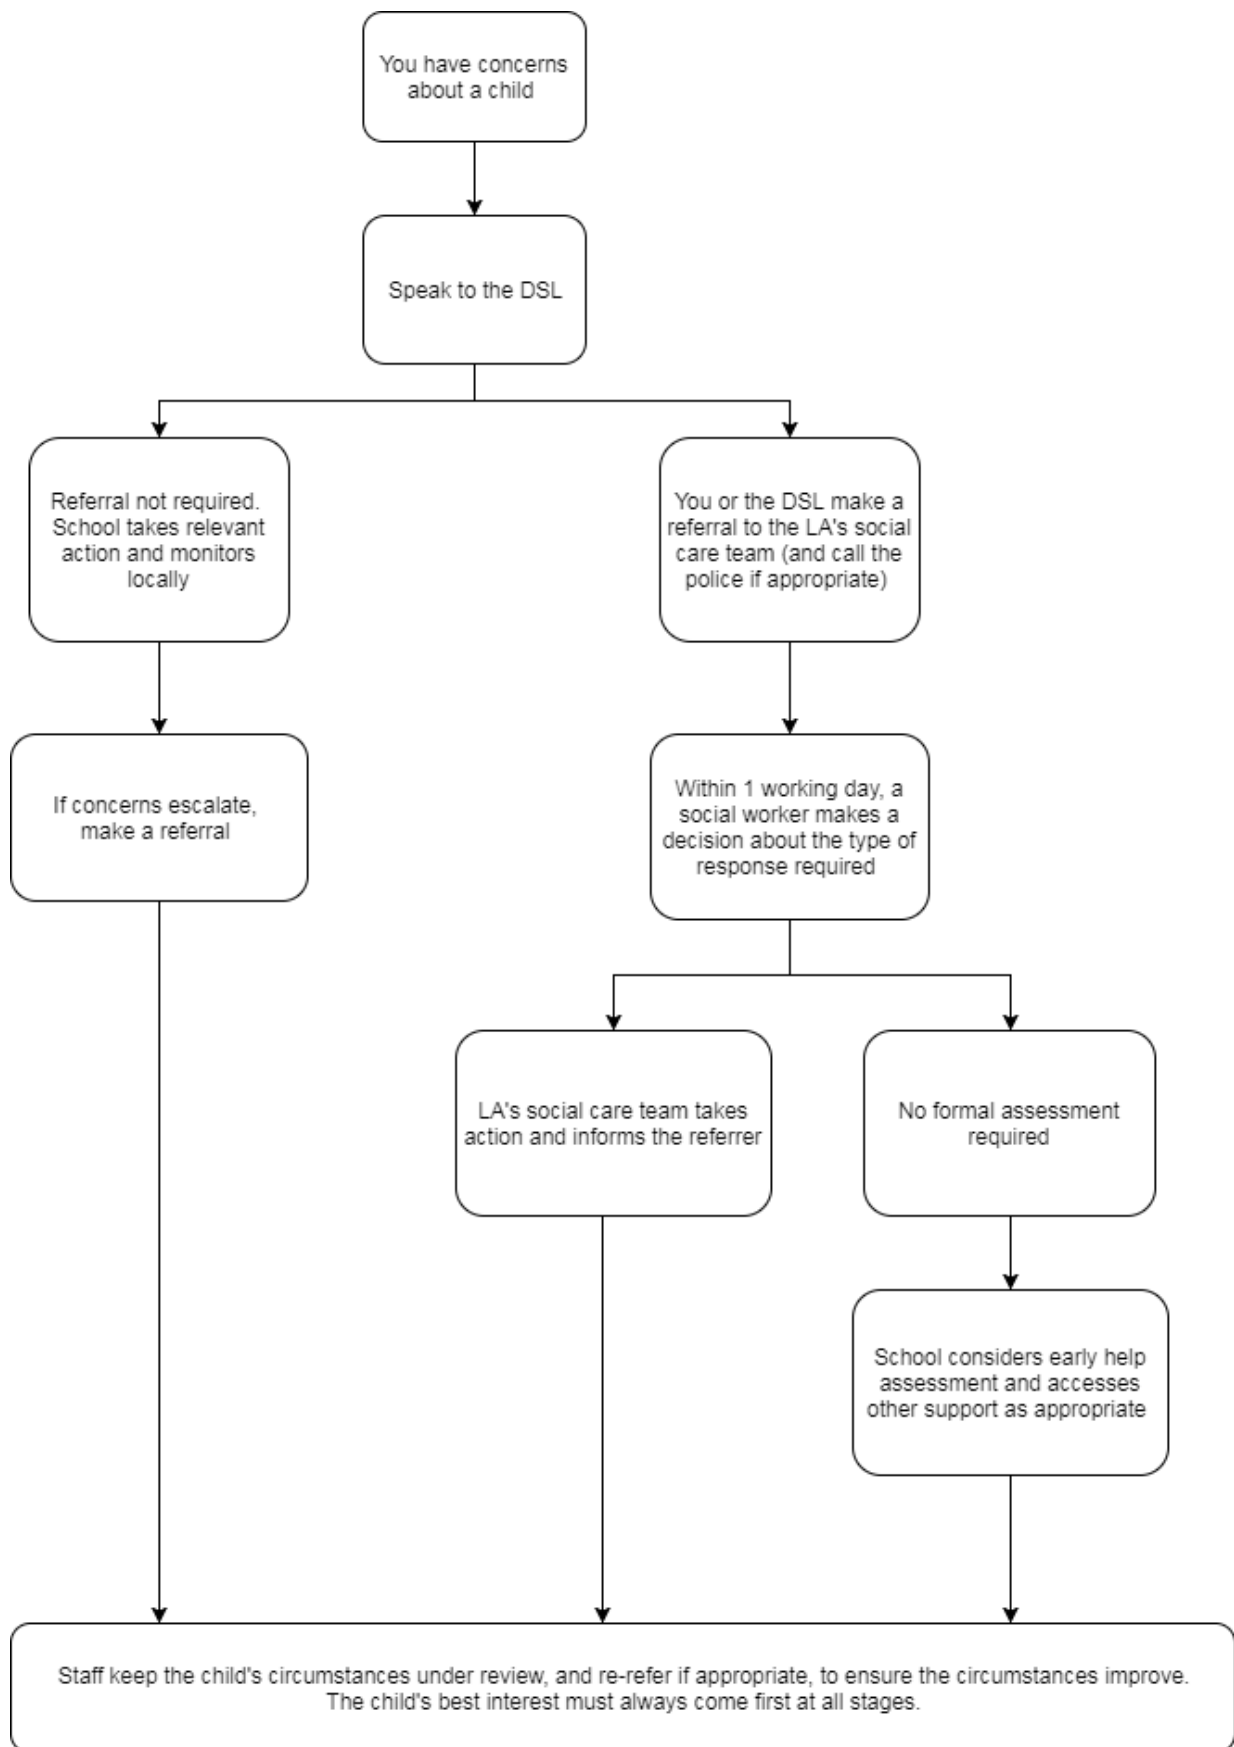 You have concerns
about a child
Speak to the DSL
Referral not required.
School takes relevant
action and monitors
locally
You or the DSL make a
referral to the LA's social
care team (and call the
police if appropriate)
If concerns escalate,
make a referral
Within 1 working day, a
social worker makes a
decision about the type of
response required
LA's social care team takes
action and informs the referrer
No formal assessment
required
School considers early help
assessment and accesses
other support as appropriate
Staff keep the child's circumstances under review, and re-refer if appropriate, to ensure the circumstances improve.
The child's best interest must always come first at all stages.